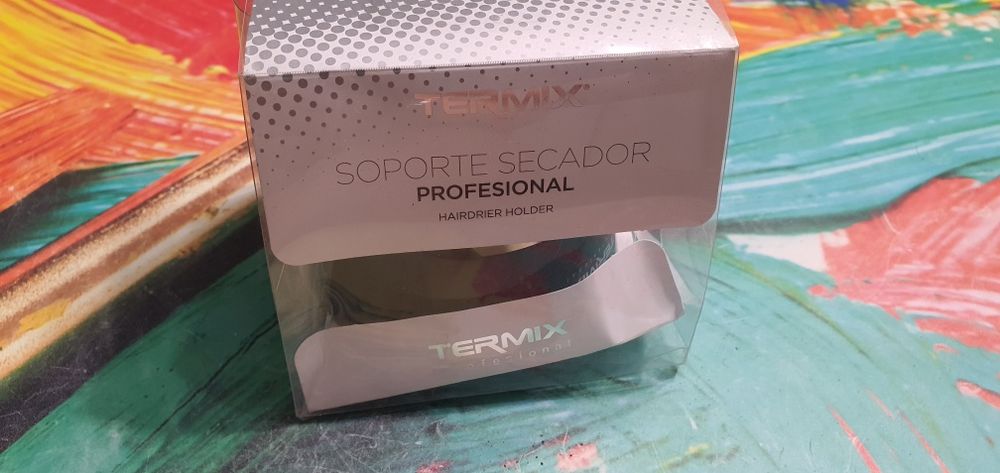 TERMIX
SOPORTE SECADOR
PROFESIONAL
HAIRDRIER HOLDER
TERMIX